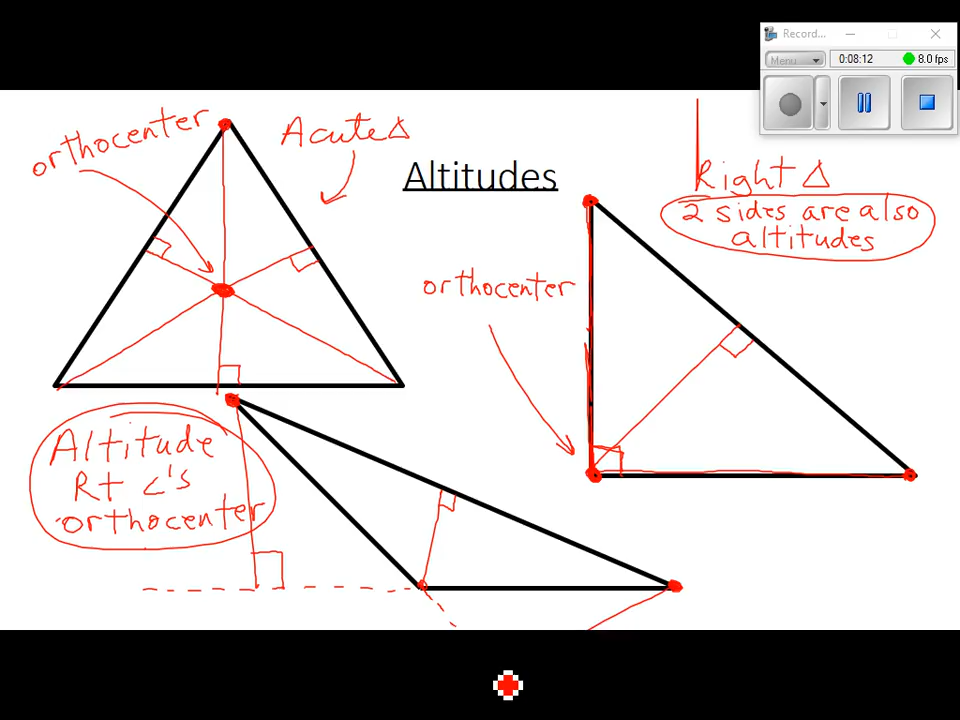 Record...
Menu
0:08:12
8.0 fps
orthocenter
Acute Δ
Altitudes
Right Δ
2 sides are also
altitudes
orthocenter
Altitude
Rt ∠'s
orthocenter